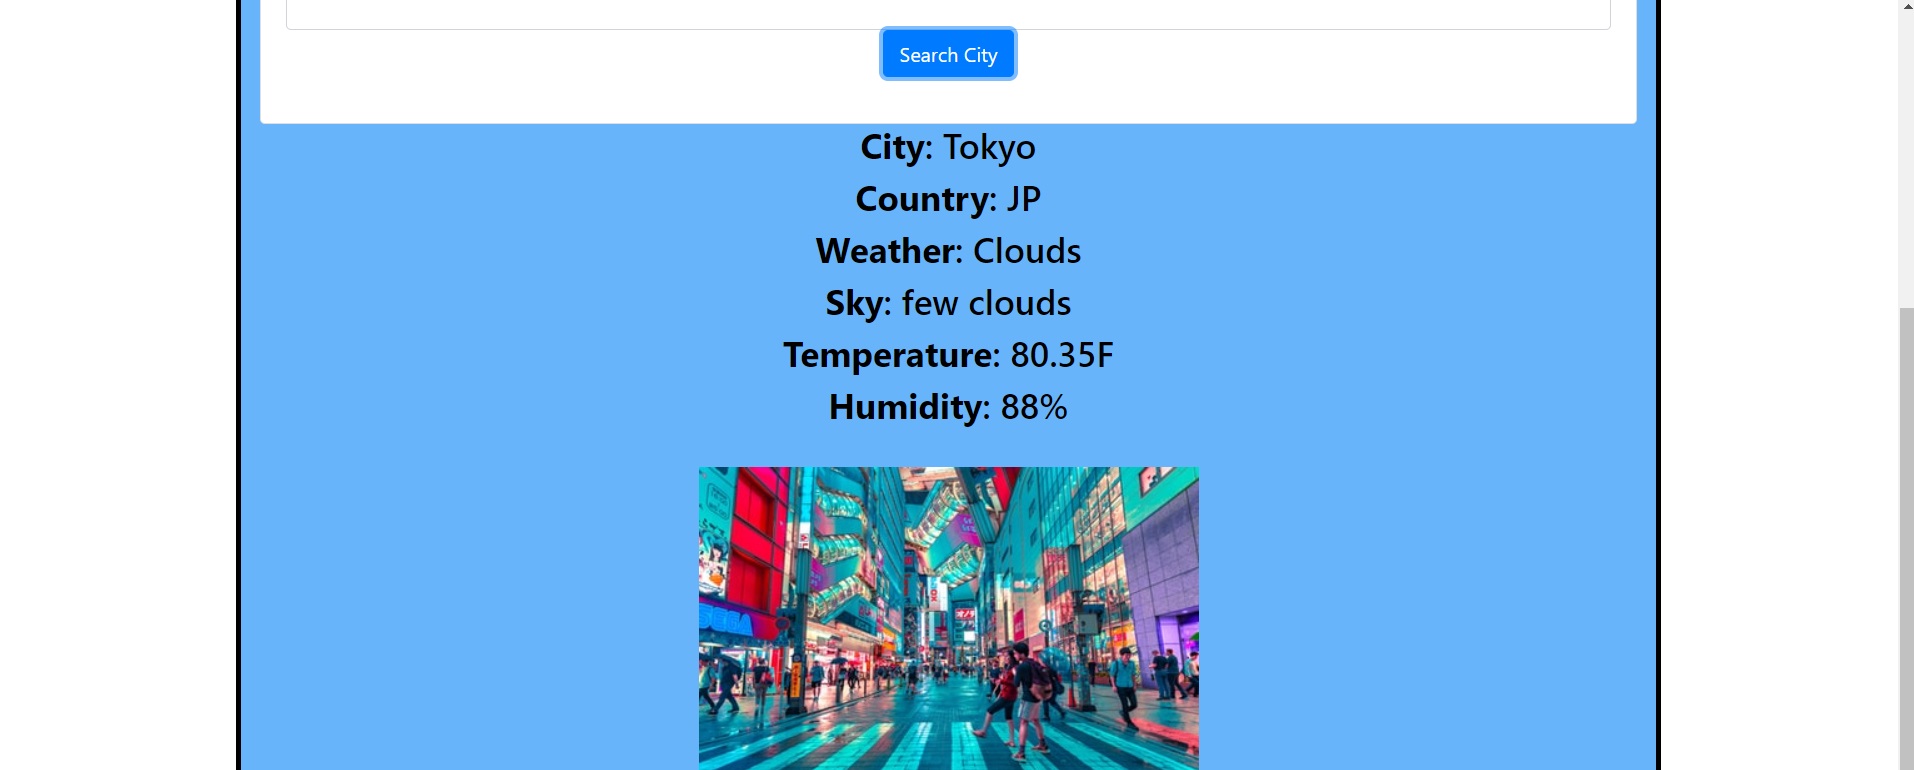 Search City
City: Tokyo
Country: JP
Weather: Clouds
Sky: few clouds
Temperature: 80.35F
Humidity: 88%
SEGA